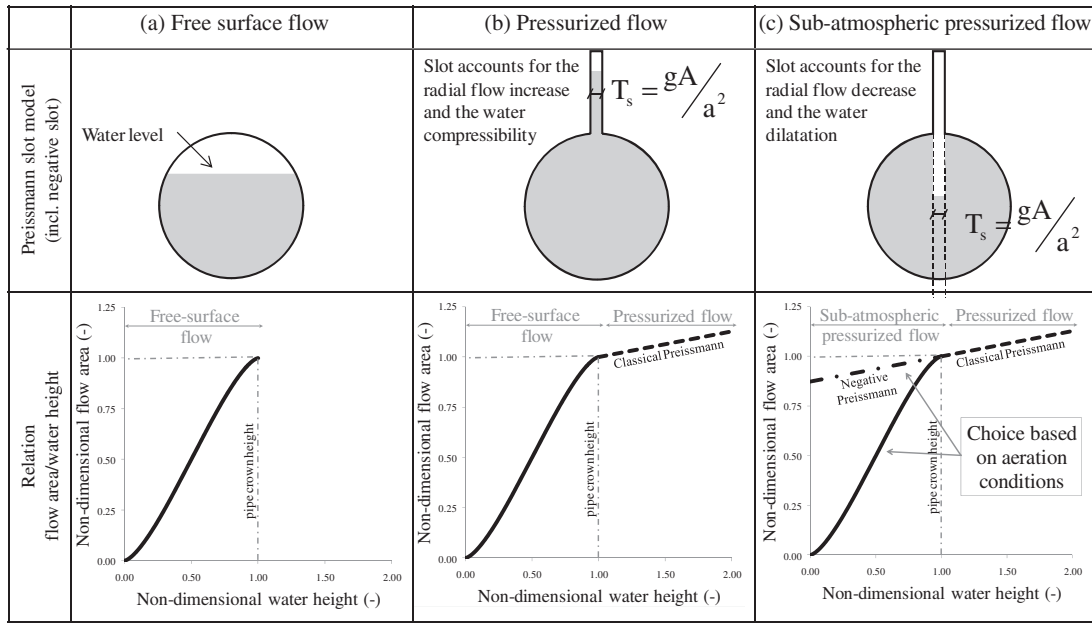 (a) Free surface flow
(b) Pressurized flow
(c) Sub-atmospheric pressurized flow
Preissmann slot model
(incl. negative slot)
Water level
Slot accounts for the
radial flow increase
and the water
compressibility
Ts = gA/a²
Slot accounts for the
radial flow decrease
and the water
dilatation
Ts = gA/a²
Relation
flow area/water height
Non-dimensional flow area (-)
1.25
1.00
0.75
0.50
0.25
0.00
Free-surface
flow
pipe crown height
0.00 0.50 1.00 1.50 2.00
Non-dimensional water height (-)
Non-dimensional flow area (-)
1.25
1.00
0.75
0.50
0.25
0.00
Free-surface
flow
Pressurized flow
Classical Preissmann
pipe crown height
0.00 0.50 1.00 1.50 2.00
Non-dimensional water height (-)
Non-dimensional flow area (-)
1.25
1.00
0.75
0.50
0.25
0.00
Sub-atmospheric
pressurized flow
Pressurized flow
Classical Preissmann
Negative
Preissmann
pipe crown height
Choice based
on aeration
conditions
0.00 0.50 1.00 1.50 2.00
Non-dimensional water height (-)